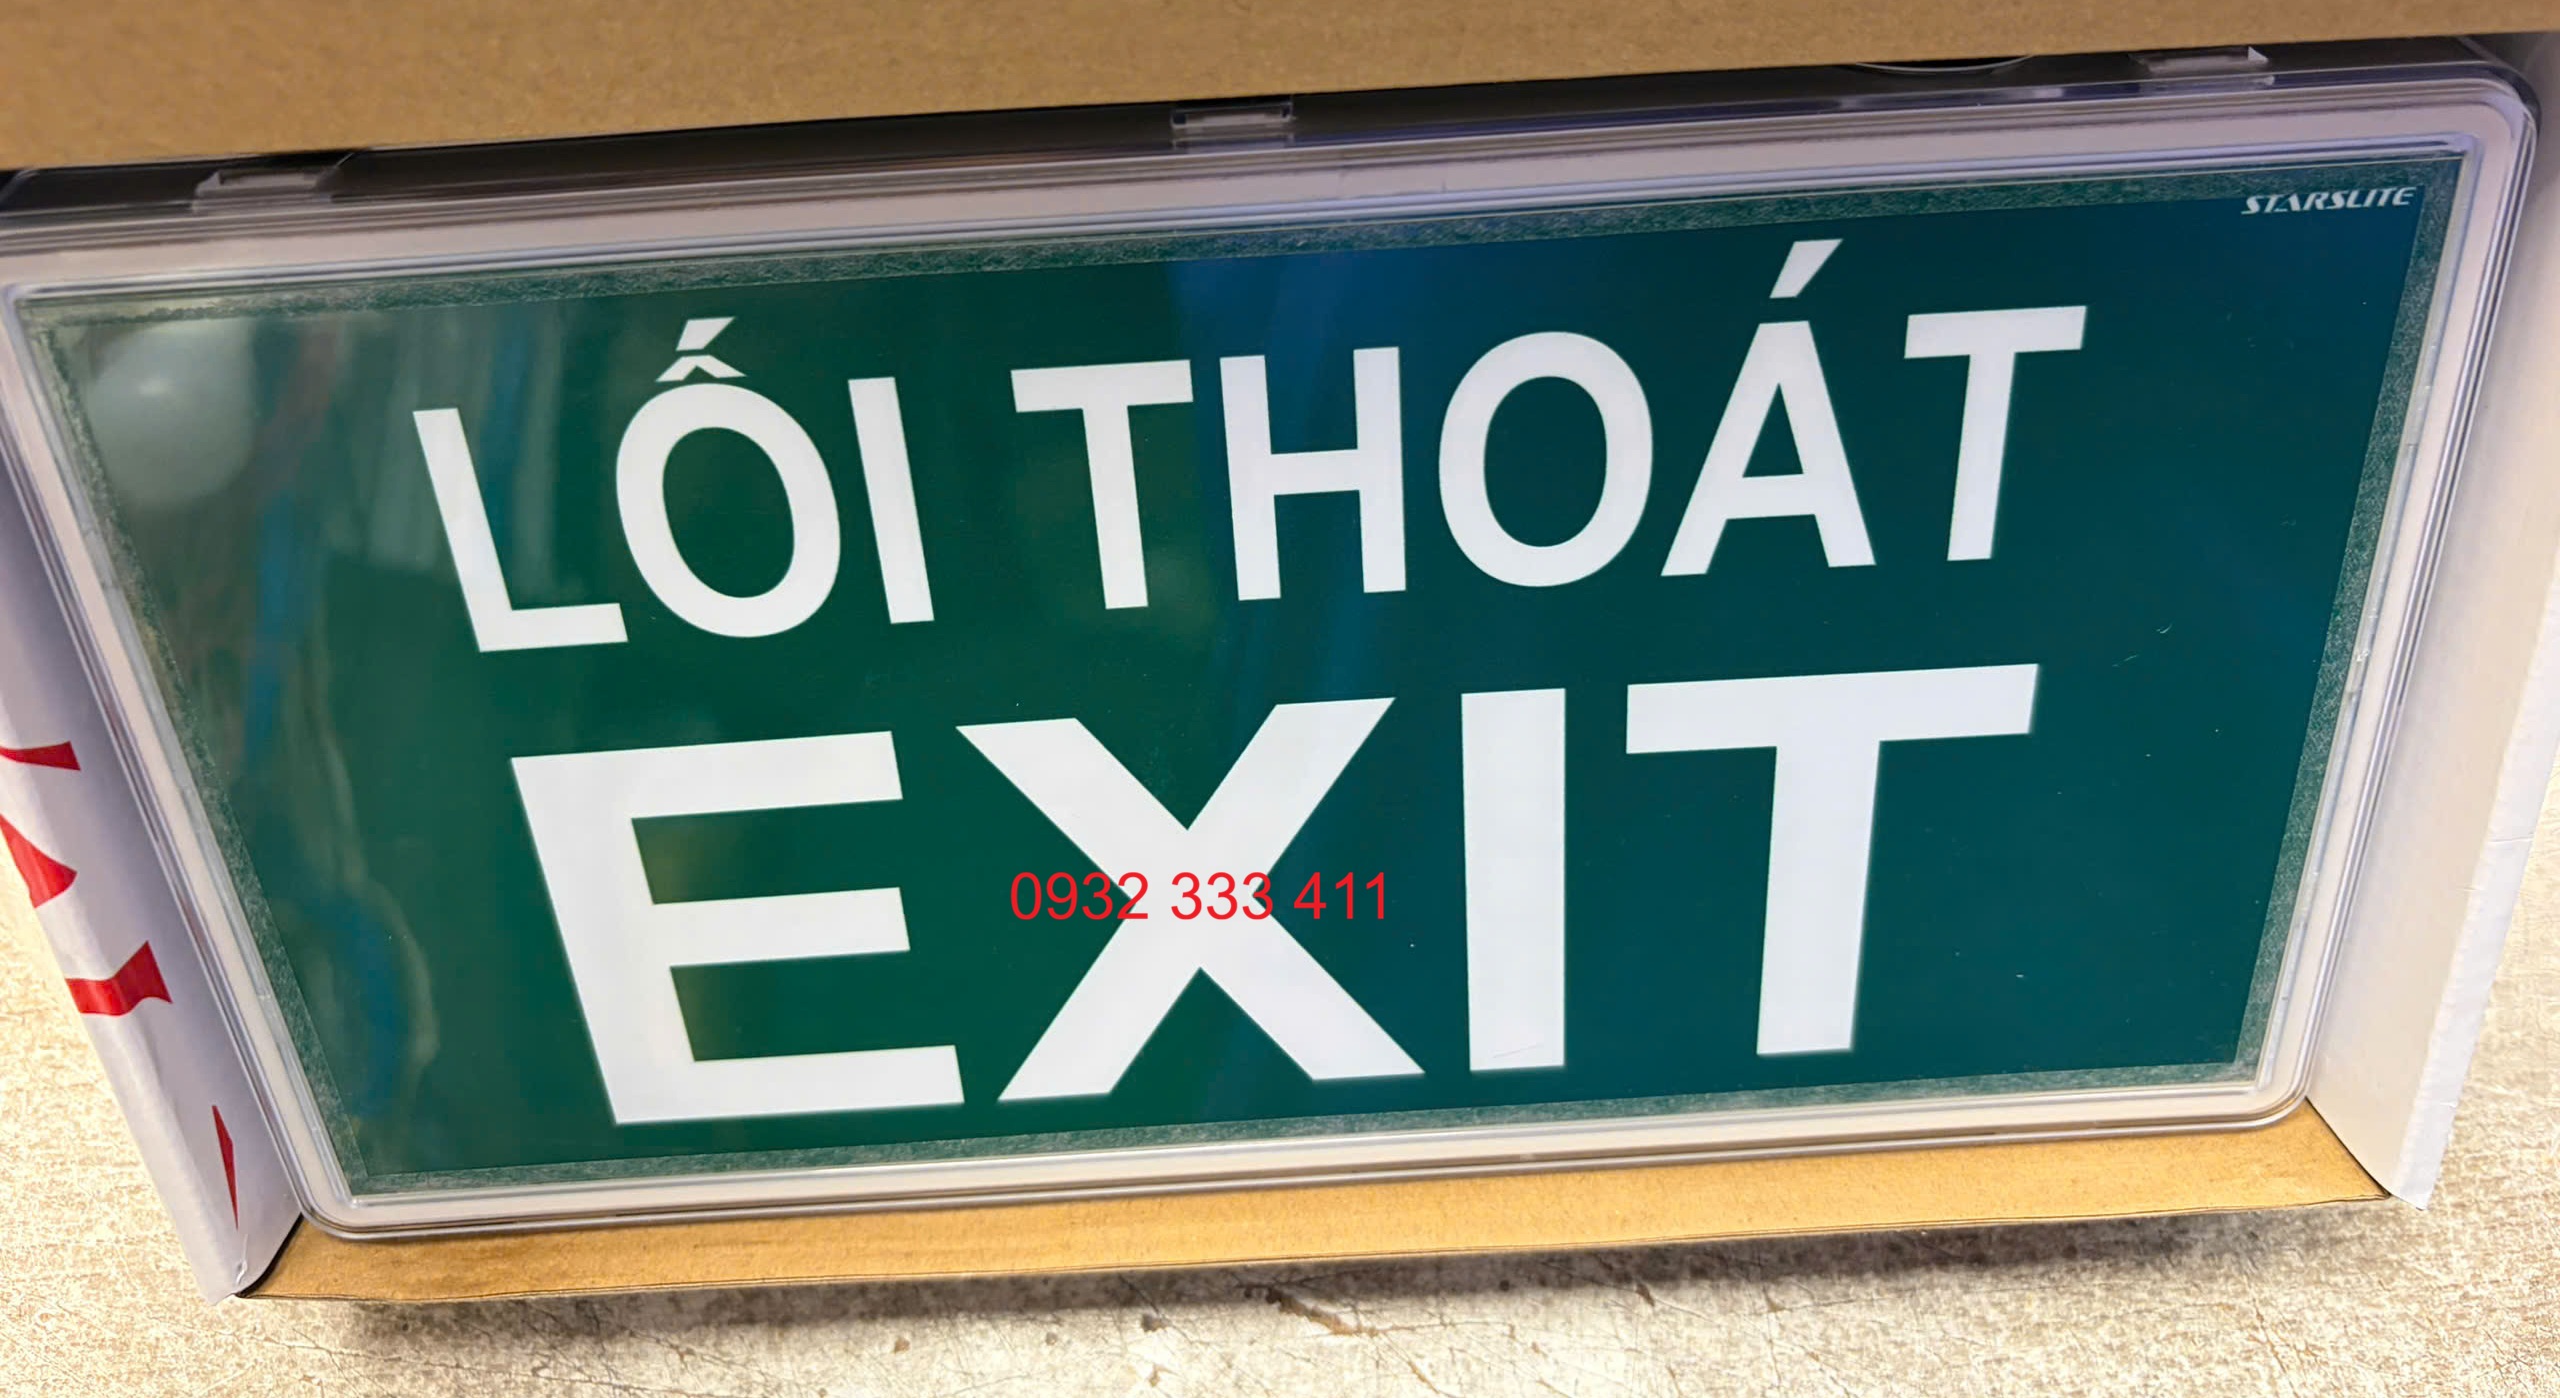 STARSLITE
LỐI THOÁT
EXIT
0932 333 411